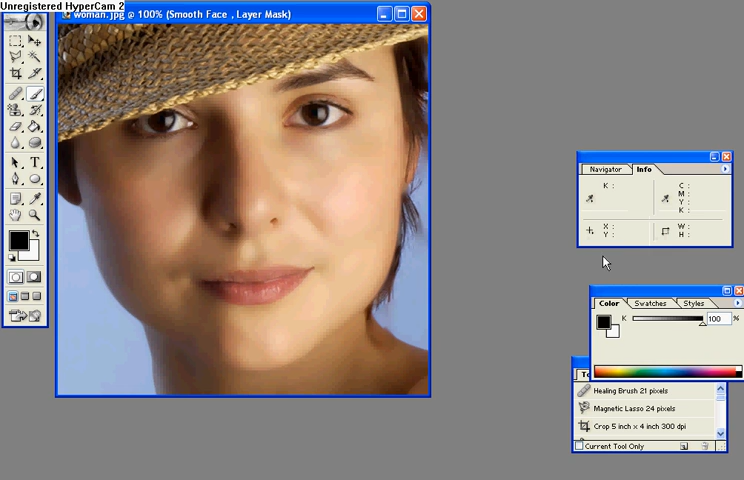 Unregistered HyperCam 2
woman.jpg @ 100% (Smooth Face , Layer Mask)
T
Navigator
Info
K :
C :
M :
Y :
K :
X :
Y :
W :
H :
Color
Swatches
Styles
K
100
%
To
Healing Brush 21 pixels
Magnetic Lasso 24 pixels
Crop 5 inch x 4 inch 300 dpi
Current Tool Only